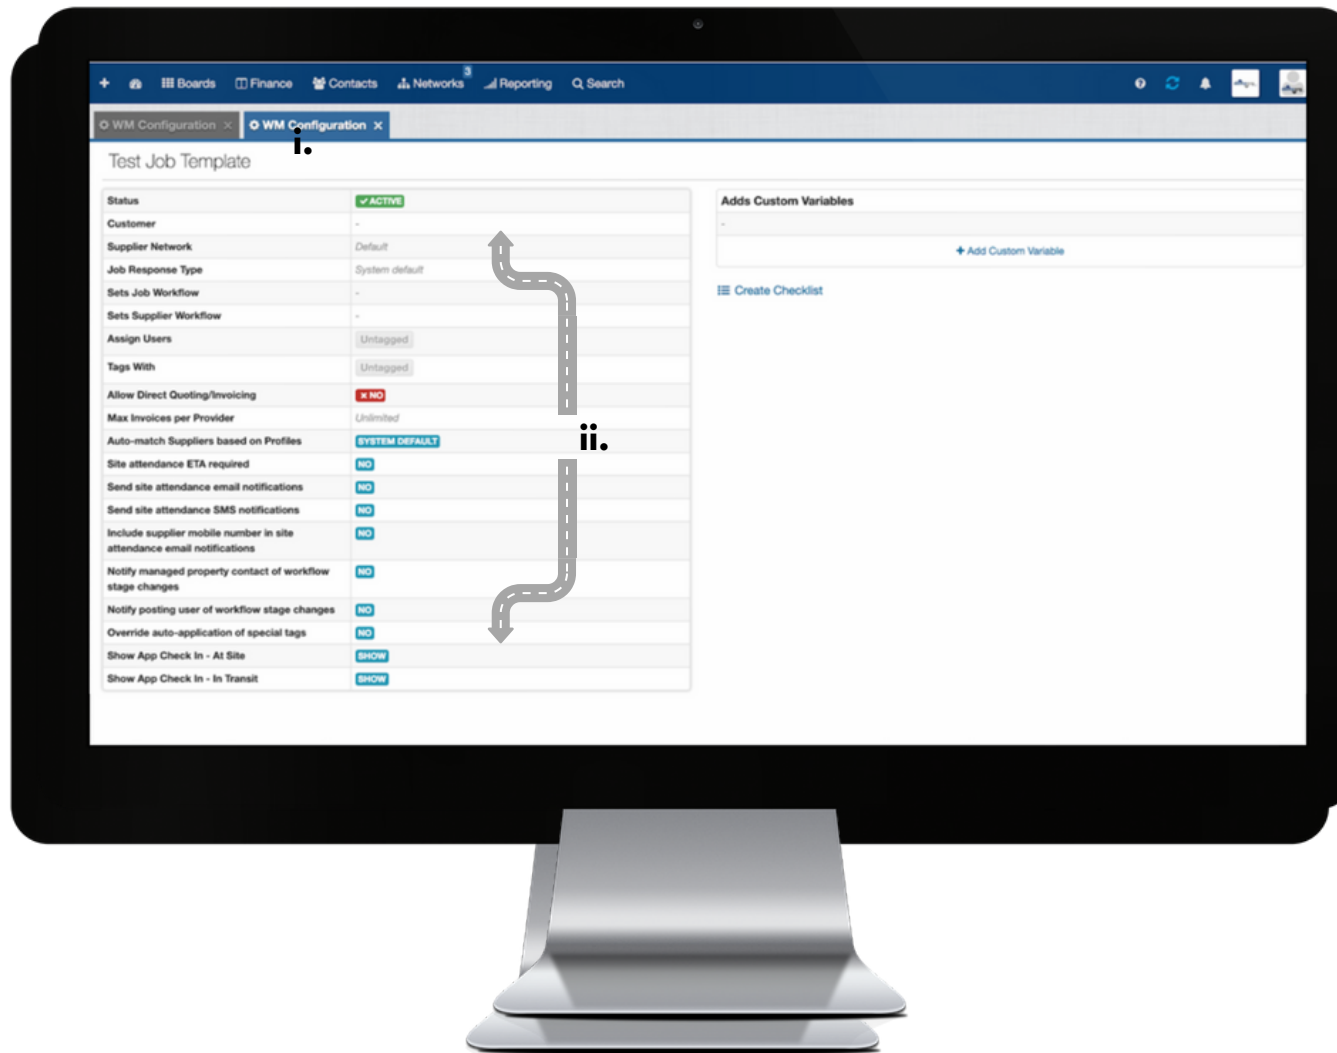 Boards Finance Contacts Networks 3 Reporting Search
WM Configuration × WM Configuration ×
i.
Test Job Template
Status ACTIVE
Customer -
Supplier Network Default
Job Response Type System default
Sets Job Workflow -
Sets Supplier Workflow -
Assign Users Untagged
Tags With Untagged
Allow Direct Quoting/Invoicing × NO
Max Invoices per Provider Unlimited
Auto-match Suppliers based on Profiles SYSTEM DEFAULT
ii.
Site attendance ETA required NO
Send site attendance email notifications NO
Send site attendance SMS notifications NO
Include supplier mobile number in site NO
attendance email notifications
Notify managed property contact of workflow NO
stage changes
Notify posting user of workflow stage changes NO
Override auto-application of special tags NO
Show App Check In - At Site SHOW
Show App Check In - In Transit SHOW
Adds Custom Variables
-
+ Add Custom Variable
Create Checklist